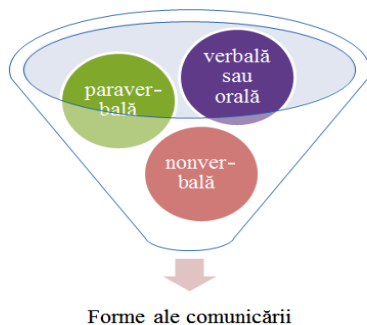 paraver-
bală
verbală
sau
orală
nonver-
bală
Forme ale comunicării